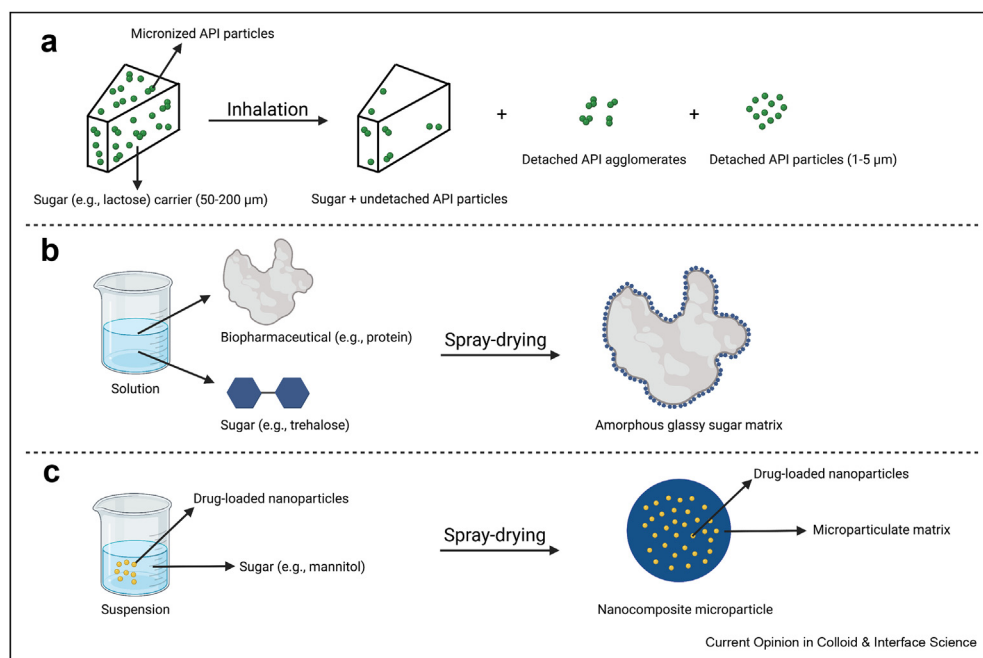 a
Micronized API particles
Inhalation
+
+
Detached API agglomerates
Detached API particles (1-5 μm)
Sugar (e.g., lactose) carrier (50-200 μm)
Sugar + undetached API particles
b
Biopharmaceutical (e.g., protein)
Spray-drying
Solution
Sugar (e.g., trehalose)
Amorphous glassy sugar matrix
c
Drug-loaded nanoparticles
Drug-loaded nanoparticles
Spray-drying
Microparticulate matrix
Sugar (e.g., mannitol)
Suspension
Nanocomposite microparticle
Current Opinion in Colloid & Interface Science